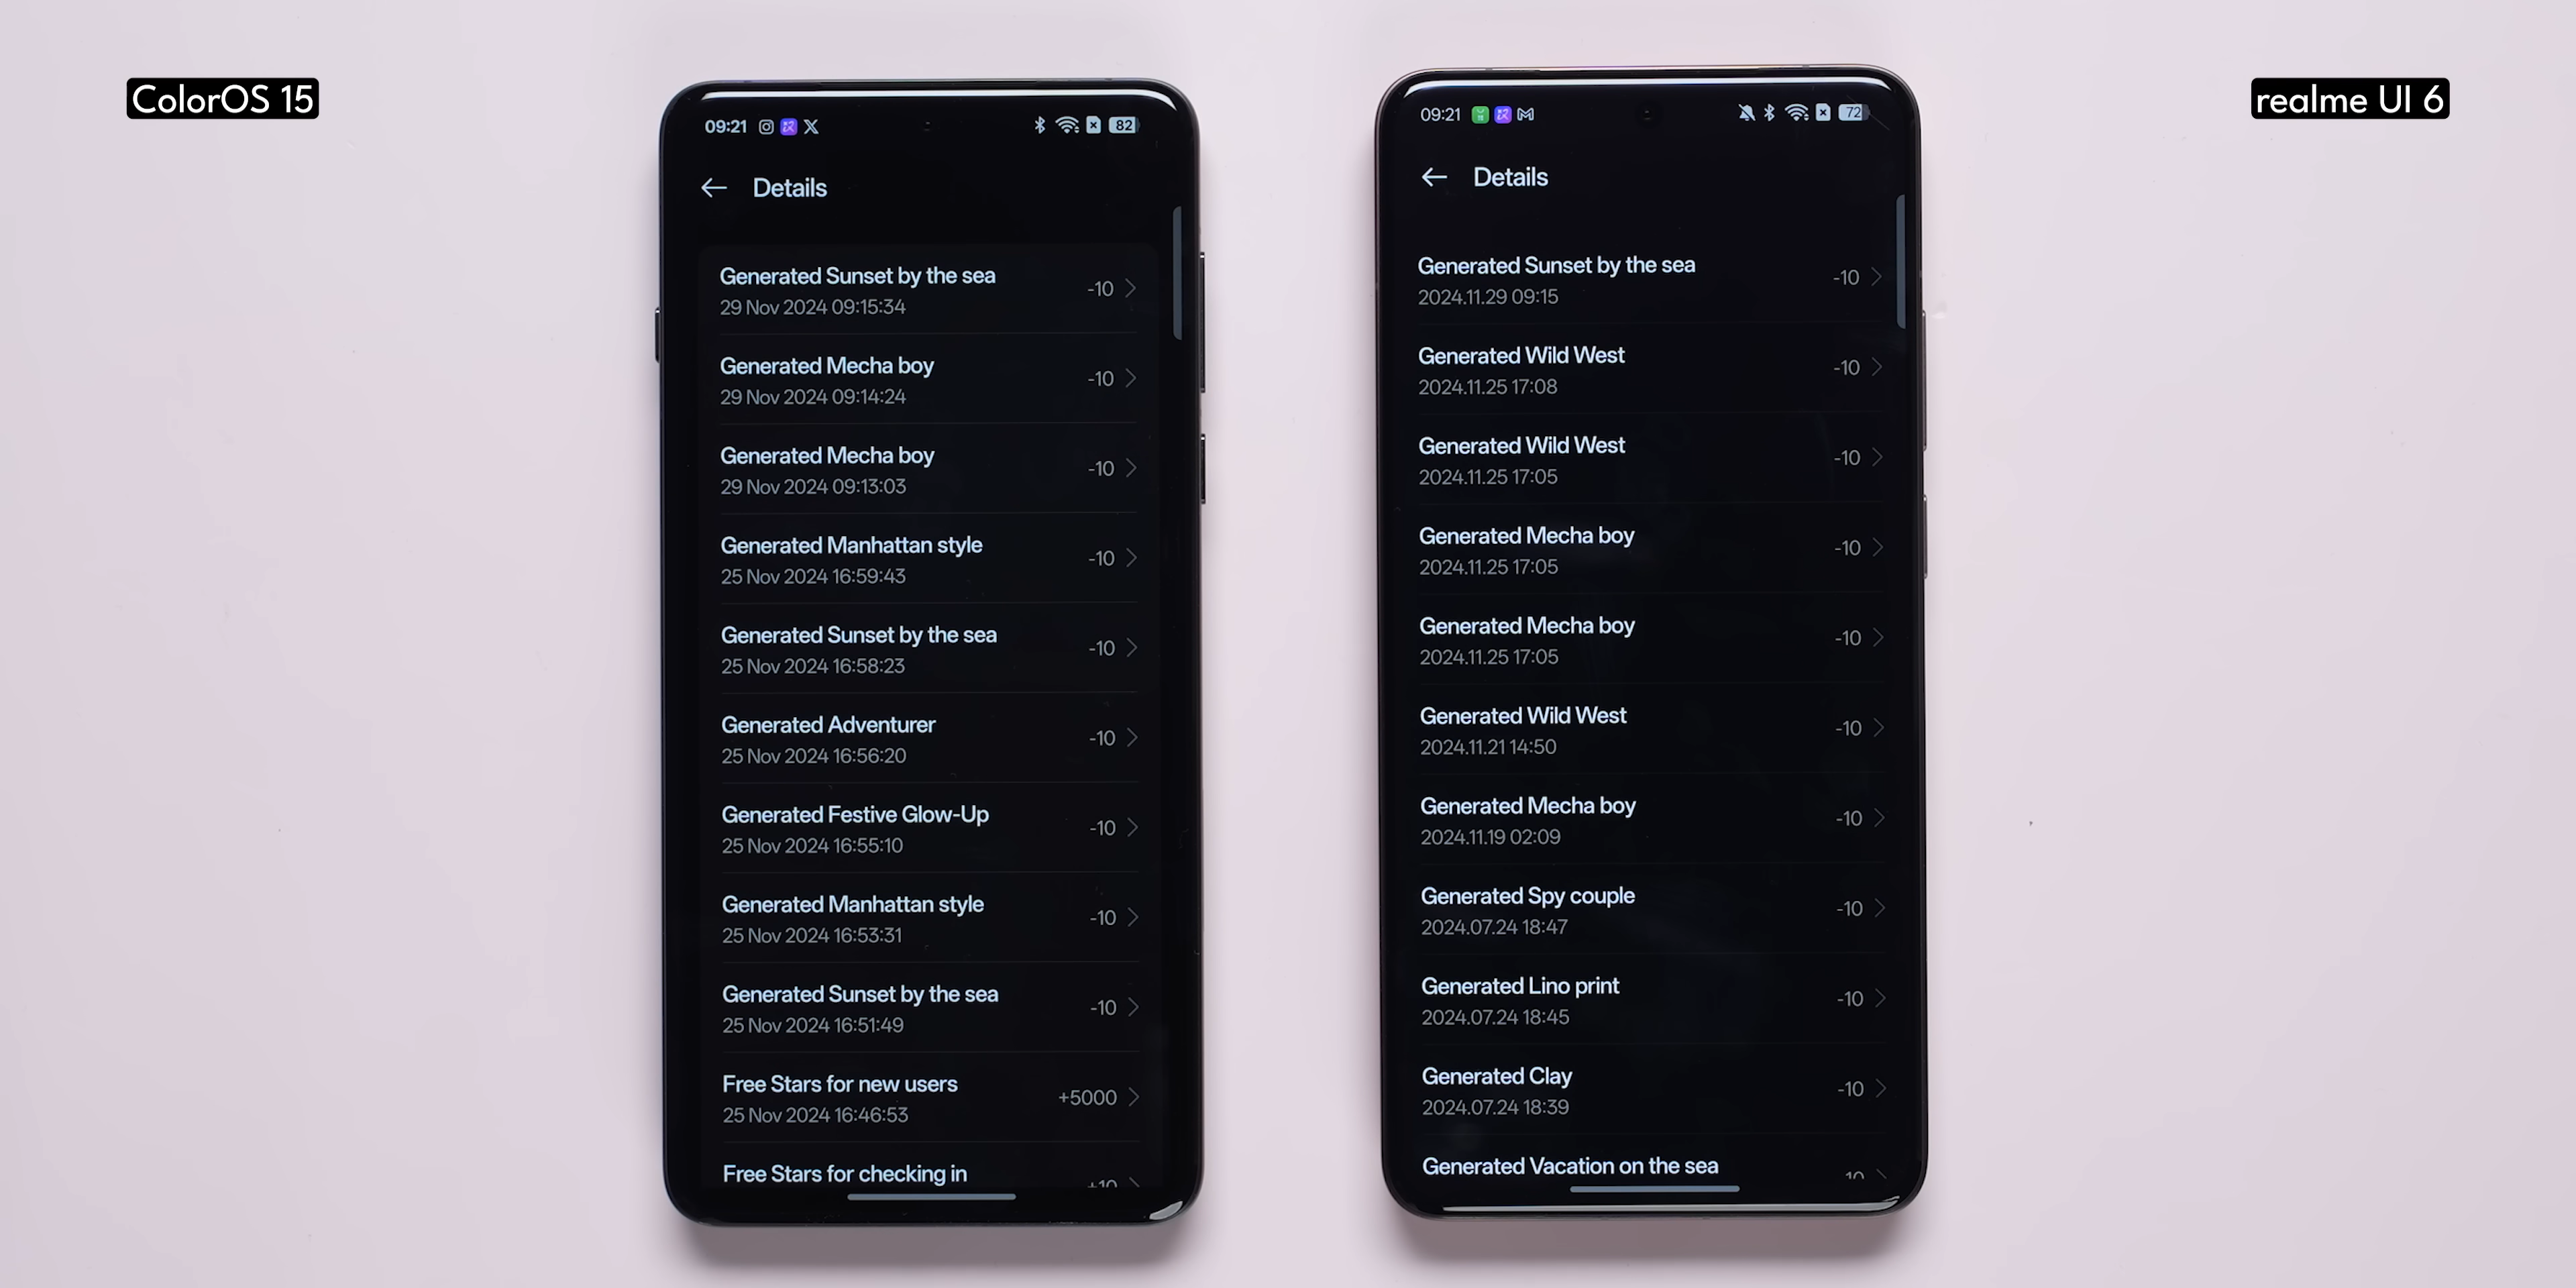 ColorOS 15
realme UI 6
09:21
82
Details
Generated Sunset by the sea
29 Nov 2024 09:15:34
-10
Generated Mecha boy
29 Nov 2024 09:14:24
-10
Generated Mecha boy
29 Nov 2024 09:13:03
-10
Generated Manhattan style
25 Nov 2024 16:59:43
-10
Generated Sunset by the sea
25 Nov 2024 16:58:23
-10
Generated Adventurer
25 Nov 2024 16:56:20
-10
Generated Festive Glow-Up
25 Nov 2024 16:55:10
-10
Generated Manhattan style
25 Nov 2024 16:53:31
-10
Generated Sunset by the sea
25 Nov 2024 16:51:49
-10
Free Stars for new users
25 Nov 2024 16:46:53
+5000
Free Stars for checking in
+10
09:21
72
Details
Generated Sunset by the sea
2024.11.29 09:15
-10
Generated Wild West
2024.11.25 17:08
-10
Generated Wild West
2024.11.25 17:05
-10
Generated Mecha boy
2024.11.25 17:05
-10
Generated Mecha boy
2024.11.25 17:05
-10
Generated Wild West
2024.11.21 14:50
-10
Generated Mecha boy
2024.11.19 02:09
-10
Generated Spy couple
2024.07.24 18:47
-10
Generated Lino print
2024.07.24 18:45
-10
Generated Clay
2024.07.24 18:39
-10
Generated Vacation on the sea